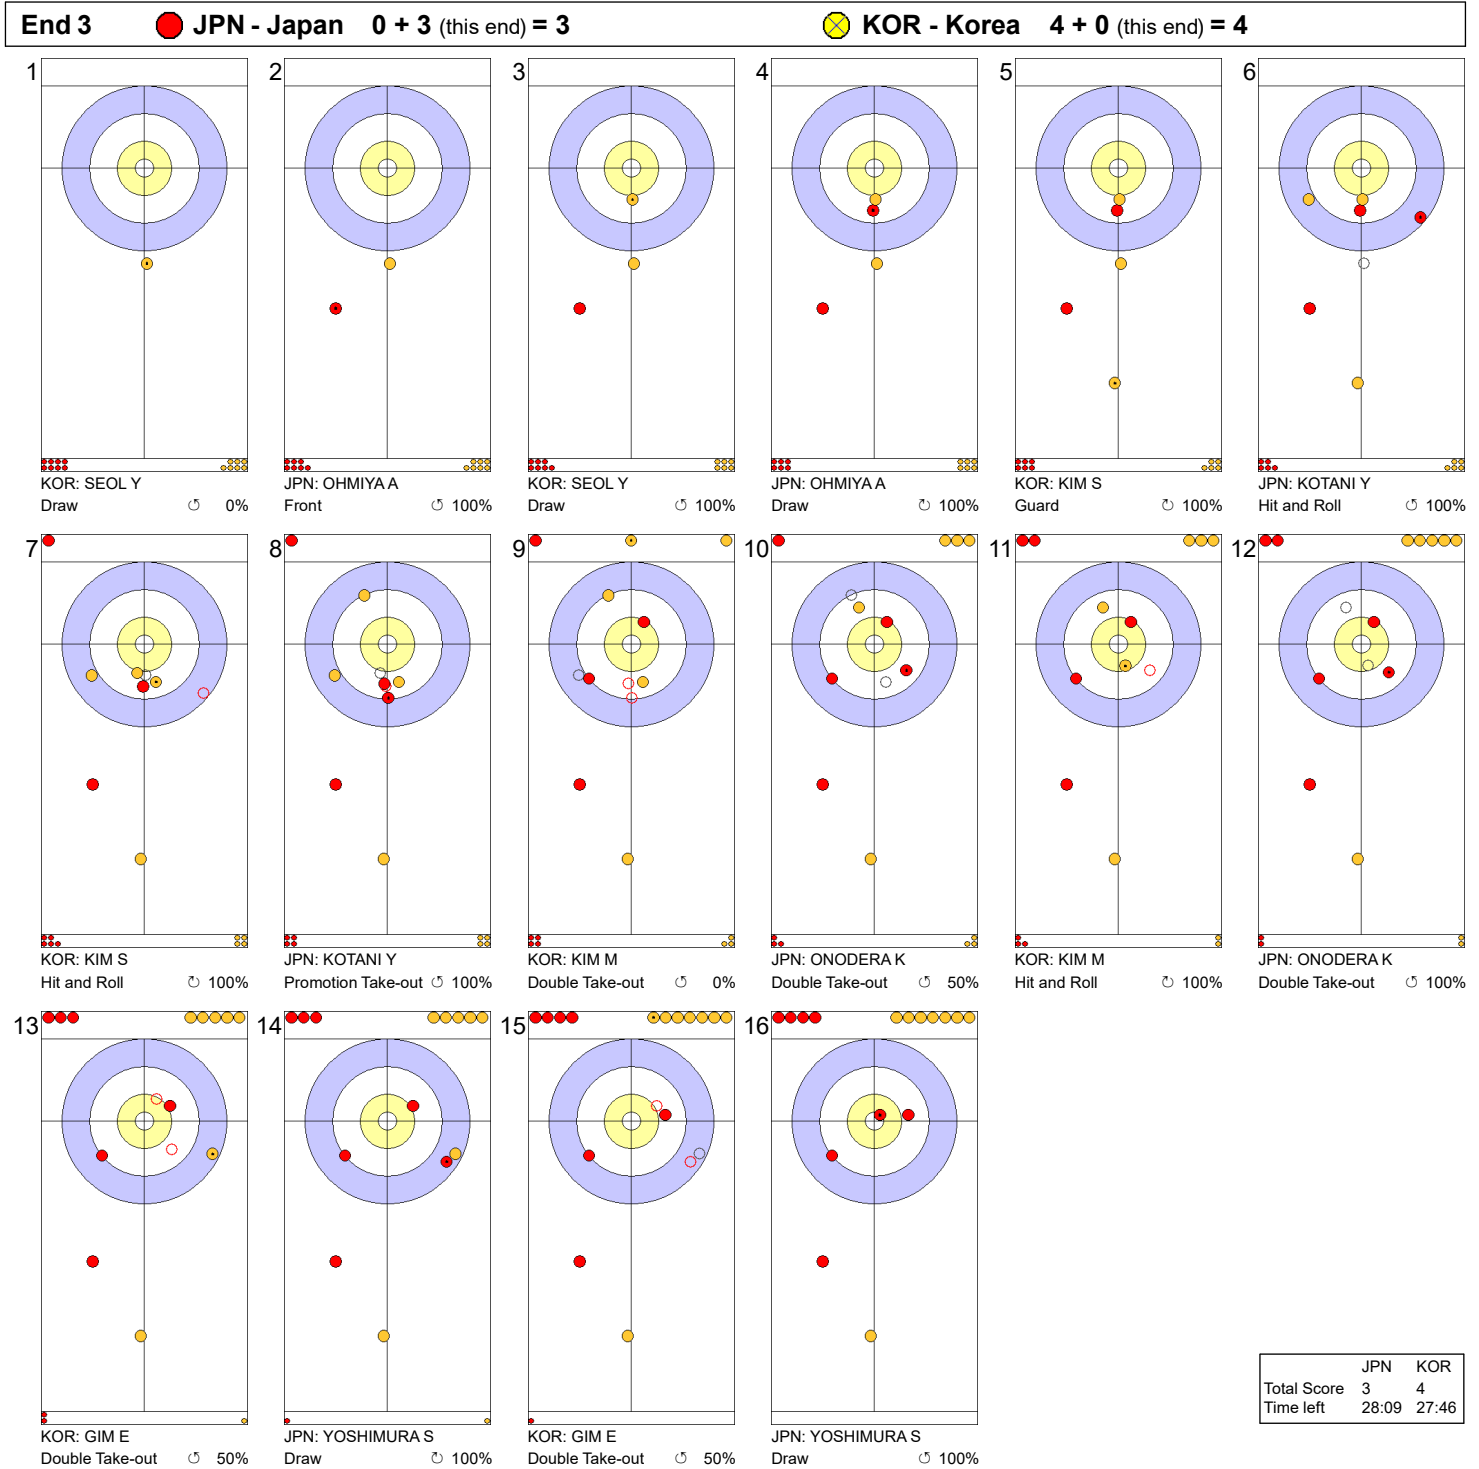 End 3 JPN - Japan 0 + 3 (this end) = 3 KOR - Korea 4 + 0 (this end) = 4
1 2 3 4 5 6
KOR: SEOL Y JPN: OHMIYA A KOR: SEOL Y JPN: OHMIYA A KOR: KIM S JPN: KOTANI Y
Draw ↺ 0% Front ↺ 100% Draw ↺ 100% Draw ↻ 100% Guard ↻ 100% Hit and Roll ↻ 100%
7 8 9 10 11 12
KOR: KIM S JPN: KOTANI Y KOR: KIM M JPN: ONODERA K KOR: KIM M JPN: ONODERA K
Hit and Roll ↻ 100% Promotion Take-out ↻ 100% Double Take-out ↺ 0% Double Take-out ↺ 50% Hit and Roll ↻ 100% Double Take-out ↺ 100%
13 14 15 16
KOR: GIM E JPN: YOSHIMURA S KOR: GIM E JPN: YOSHIMURA S
Double Take-out ↺ 50% Draw ↻ 100% Double Take-out ↺ 50% Draw ↺ 100%
JPN KOR
Total Score 3 4
Time left 28:09 27:46